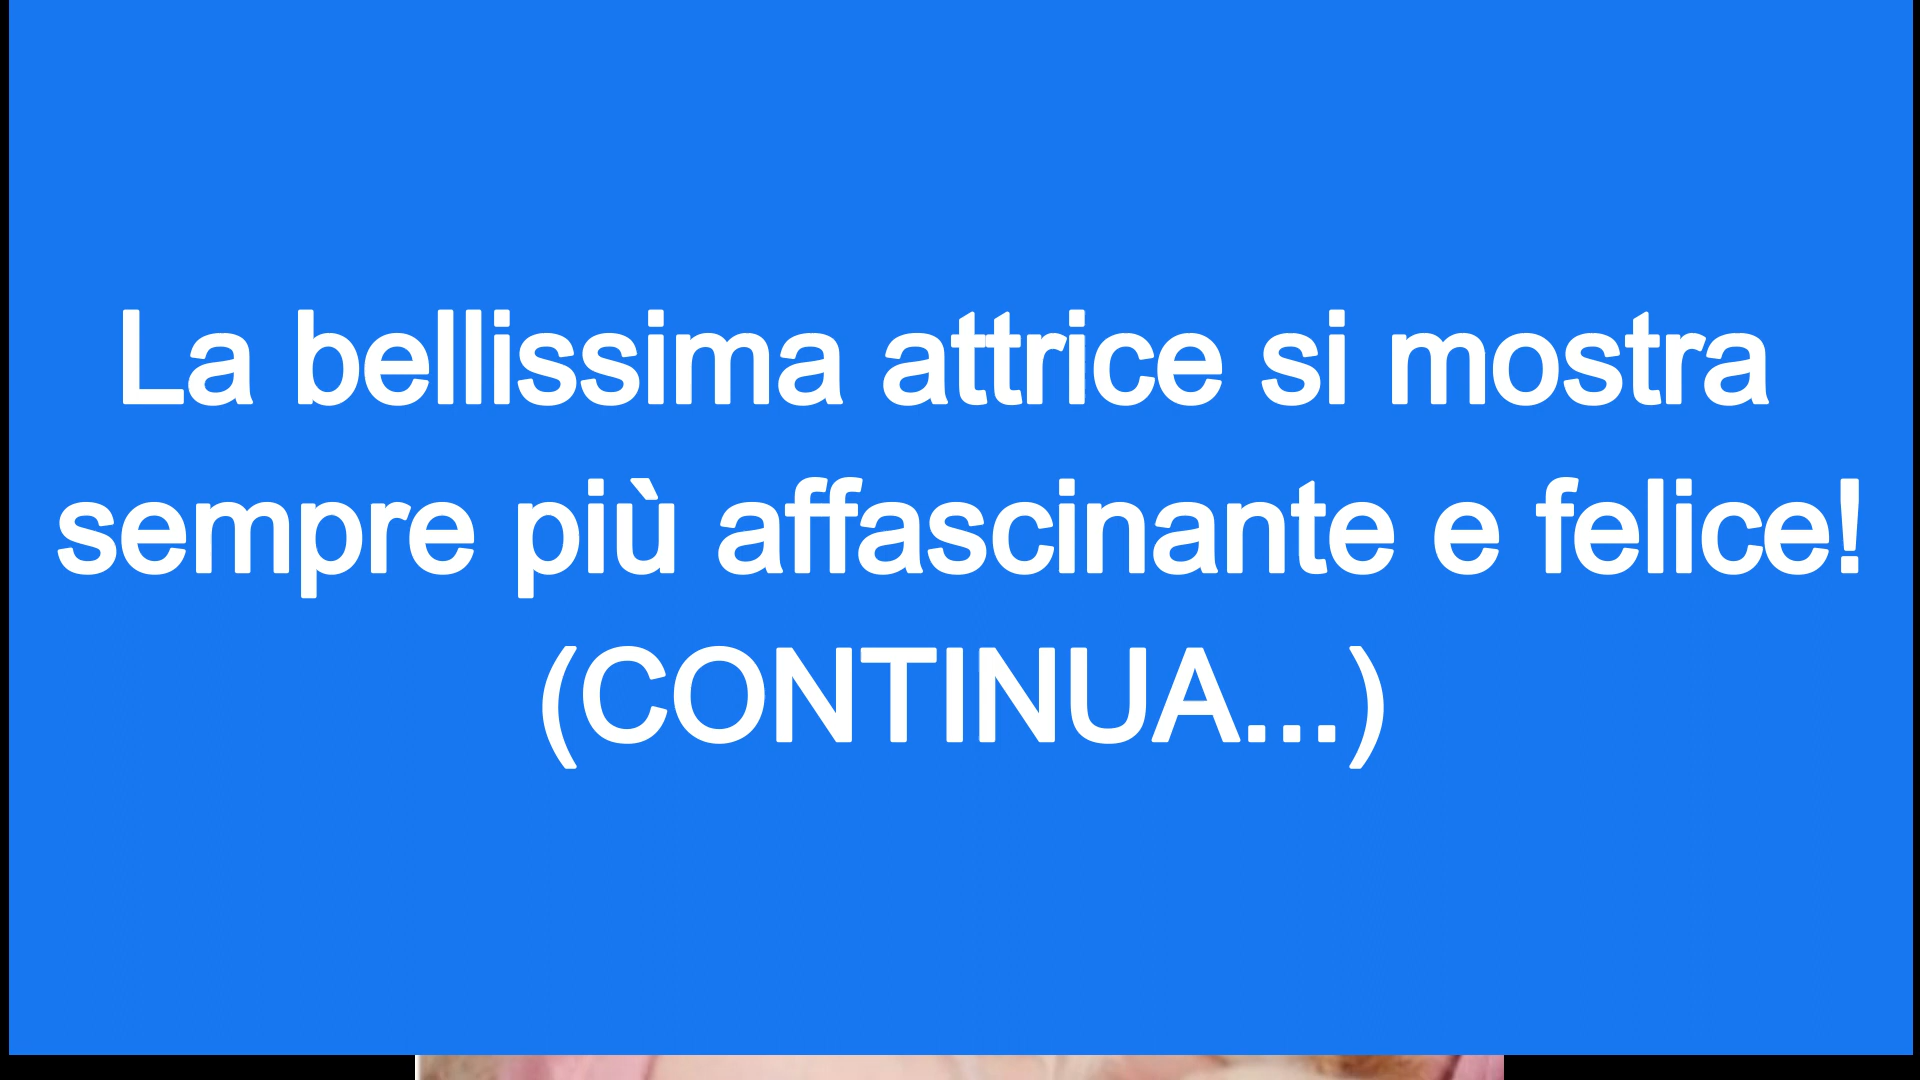 La bellissima attrice si mostra
sempre più affascinante e felice!
(CONTINUA...)